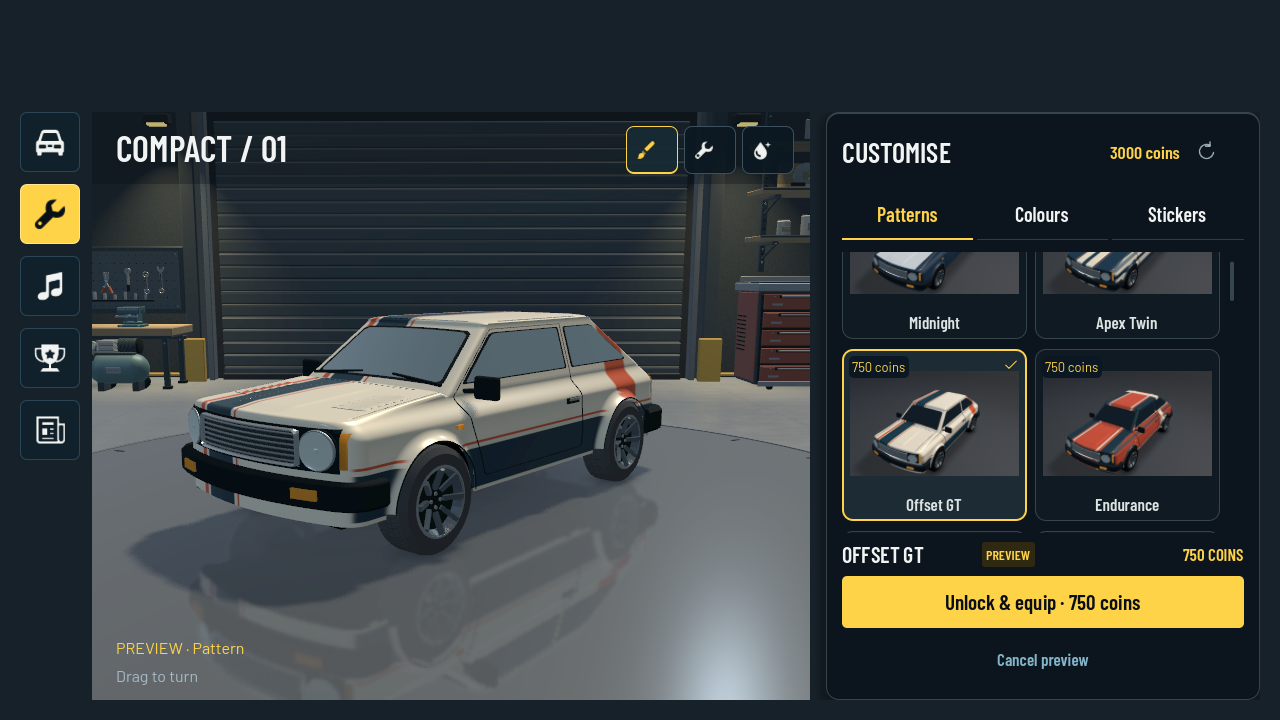 COMPACT / 01
CUSTOMISE
3000 coins
Patterns
Colours
Stickers
Midnight
Apex Twin
750 coins
750 coins
Offset GT
Endurance
OFFSET GT
PREVIEW
750 COINS
Unlock & equip · 750 coins
Cancel preview
PREVIEW · Pattern
Drag to turn